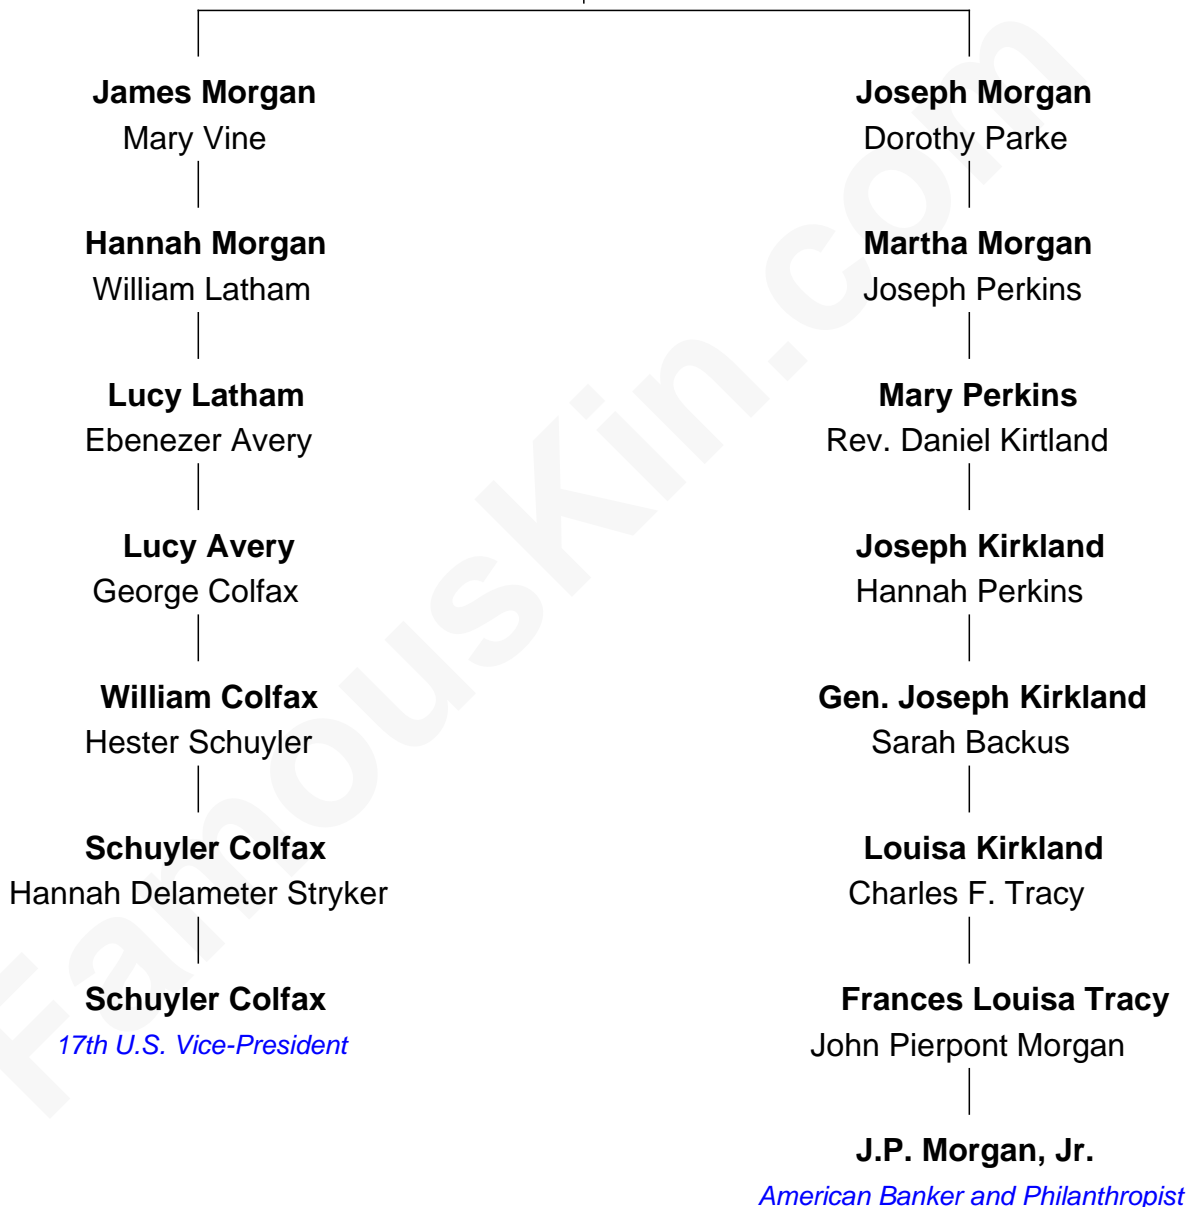 James Morgan
Mary Vine
Hannah Morgan
William Latham
Lucy Latham
Ebenezer Avery
Lucy Avery
George Colfax
William Colfax
Hester Schuyler
Schuyler Colfax
Hannah Delameter Stryker
Schuyler Colfax
17th U.S. Vice-President
Joseph Morgan
Dorothy Parke
Martha Morgan
Joseph Perkins
Mary Perkins
Rev. Daniel Kirtland
Joseph Kirkland
Hannah Perkins
Gen. Joseph Kirkland
Sarah Backus
Louisa Kirkland
Charles F. Tracy
Frances Louisa Tracy
John Pierpont Morgan
J.P. Morgan, Jr.
American Banker and Philanthropist
FamousKin.com